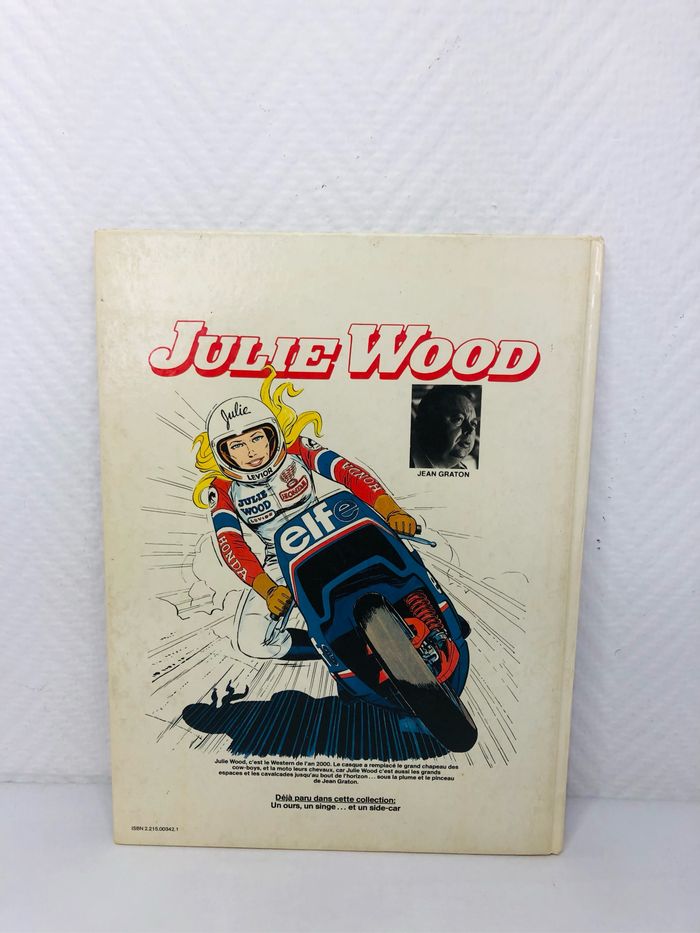 JULIE WOOD
Julie
JEAN GRATON
LEVIOR
HONDA
JULIE
WOOD
HONDA
LEVIOR
elfe
HONDA
Julie Wood, c'est le Western de l'an 2000. Le casque a remplacé le grand chapeau des
cow-boys, et la moto leurs chevaux, car Julie Wood c'est aussi les grands
espaces et les cavalcades jusqu'au bout de l'horizon... sous la plume et le pinceau
de Jean Graton.
Déjà paru dans cette collection:
Un ours, un singe... et un side-car
ISBN 2.215.00342.1